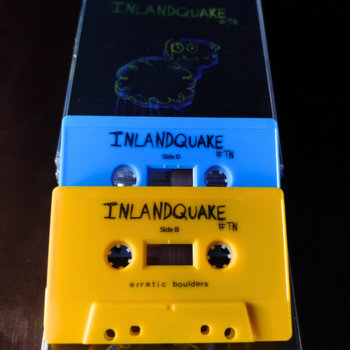 INLANDQUAKE
#TN
INLANDQUAKE
Side D
#TN
INLANDQUAKE
Side B
#TN
erratic boulders